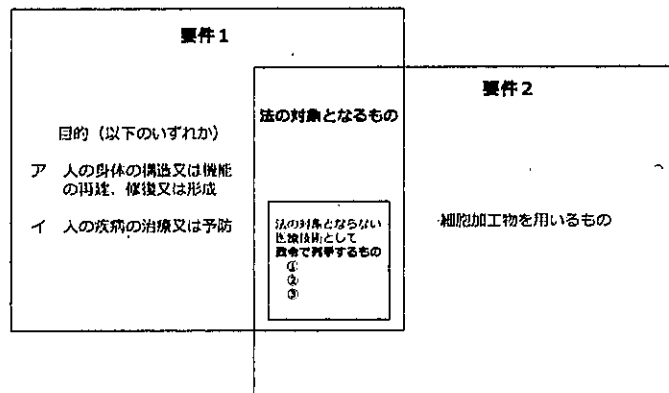 要件1
要件2
法の対象となるもの
目的(以下のいずれか)
ア 人の身体の構造又は機能
の再建、修復又は形成
イ 人の疾病の治療又は予防
法の対象とならない
医療技術として
政令で列挙するもの
①
②
③
細胞加工物を用いるもの